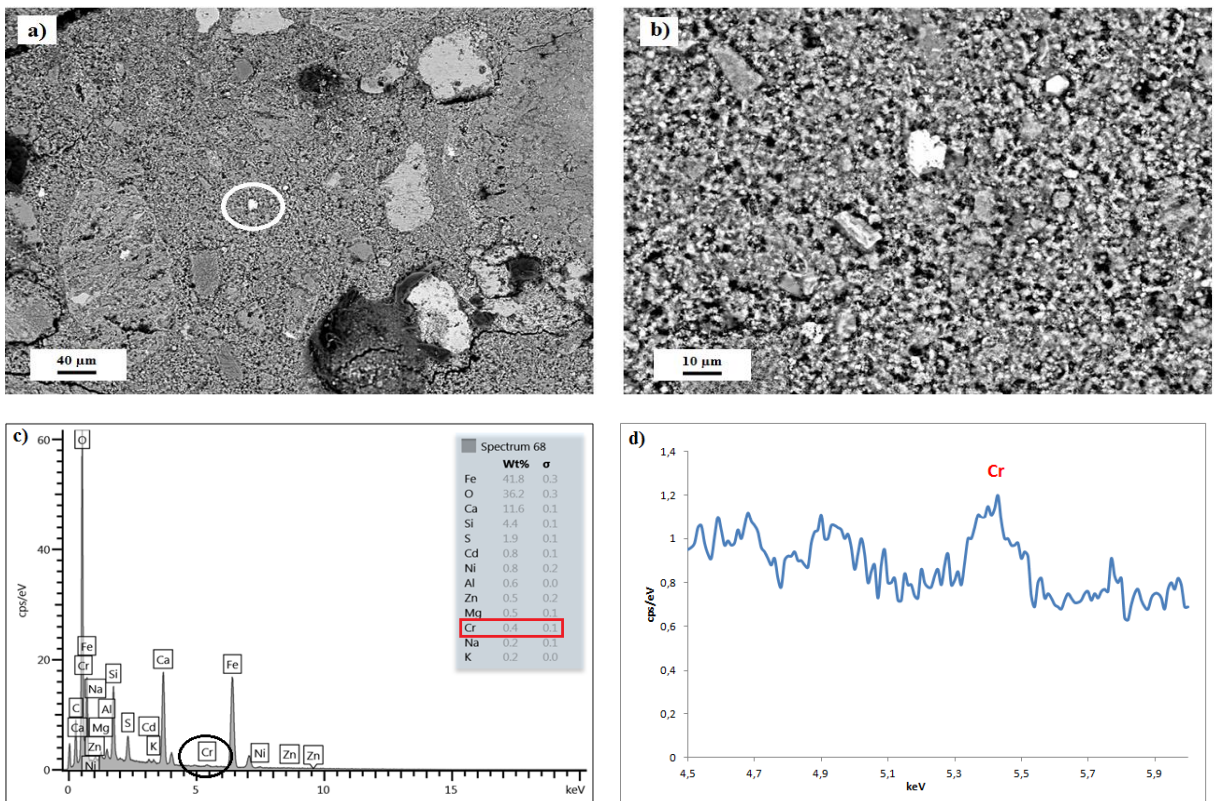 a)
40 µm
b)
10 µm
c)
60
40
20
0
cps/eV
O
Fe
Cr
Na
Si
C
Al
Ca
Mg
S
Cd
Zn
K
Ni
Ca
Cr
Fe
Ni
Zn
Zn
0
5
10
15
keV
Spectrum 68
Wt% σ
Fe 41.8 0.3
O 36.2 0.3
Ca 11.6 0.1
Si 4.4 0.1
S 1.9 0.1
Cd 0.8 0.1
Ni 0.8 0.2
Al 0.6 0.0
Zn 0.5 0.2
Mg 0.5 0.1
Cr 0.4 0.1
Na 0.2 0.1
K 0.2 0.0
d)
Cr
1,4
1,2
1
0,8
0,6
0,4
0,2
0
cps/eV
4,5 4,7 4,9 5,1 5,3 5,5 5,7 5,9
keV